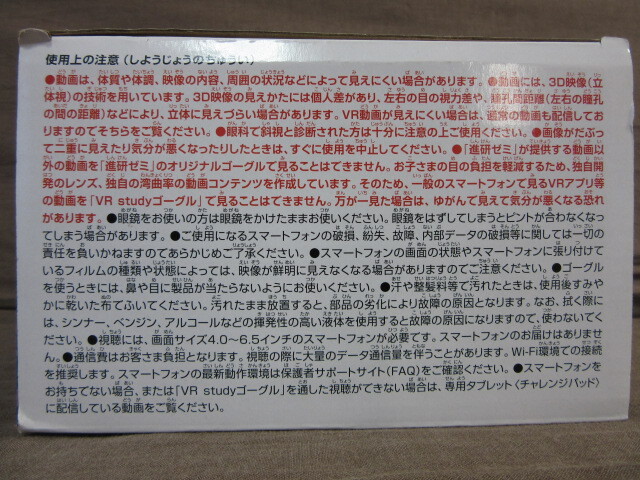 使用上の注意（しようじょうのちゅうい）
●動画は、体質や体調、映像の内容、周囲の状況などによって見えにくい場合があります。●動画には、3D映像（立
体視）の技術を用いています。3D映像の見えかたには個人差があり、左右の目の視力差や、瞳孔間距離（左右の瞳孔
の間の距離）などにより、立体に見えづらい場合があります。VR動画が見えない場合は、通常の動画も配信してお
りますのでそちらをご覧ください。●眼科で斜視と診断された方は十分に注意の上ご使用ください。●画像がだぶっ
て二重に見えたり気分が悪くなったりしたときは、すぐに使用を中止してください。●「進研ゼミ」が提供する動画以
外の動画を「進研ゼミ」のオリジナルゴーグルで見ることはできません。お子さまの目の負担を軽減するため、独自開
発のレンズ、独自の湾曲率の動画コンテンツを作成しています。そのため、一般のスマートフォンで見るVRアプリ等
の動画を「VR studyゴーグル」で見ることはできません。万が一見た場合は、ゆがんで見えて気分が悪くなる恐れ
があります。●眼鏡をお使いの方は眼鏡をかけたままお使いください。眼鏡をはずしてしまうとピントが合わなくなっ
てしまう場合があります。●ご使用になるスマートフォンの破損、紛失、故障、内部データの破損等に関しては一切の
責任を負いかねますのであらかじめご了承ください。●スマートフォンの画面の状態やスマートフォンに張り付けて
いるフィルムの種類や状態によっては、映像が鮮明に見えなくなる場合がありますのでご注意ください。●ゴーグル
を使うときには、鼻や目に製品が当たらないようにお使いください。●汗や整髪料等で汚れたときは、使用後すみや
かに乾いた布でふいてください。汚れたまま放置すると、部品の劣化により故障の原因となります。なお、拭く際に
は、シンナー、ベンジン、アルコールなどの揮発性の高い液体を使用すると故障の原因になりますので、使わないでく
ださい。●視聴には、画面サイズ4.0～6.5インチのスマートフォンが必要です。スマートフォンのお届けはありませ
ん。●通信費はお客さま負担となります。視聴の際に大量のデータ通信量を伴うことがあります。Wi-Fi環境での接続
を推奨します。スマートフォンの最新動作環境は保護者サポートサイト（FAQ）をご確認ください。●スマートフォンを
お持ちでない場合、または「VR studyゴーグル」を通した視聴ができない場合は、専用タブレット〈チャレンジパッド〉
に配信している動画をご覧ください。